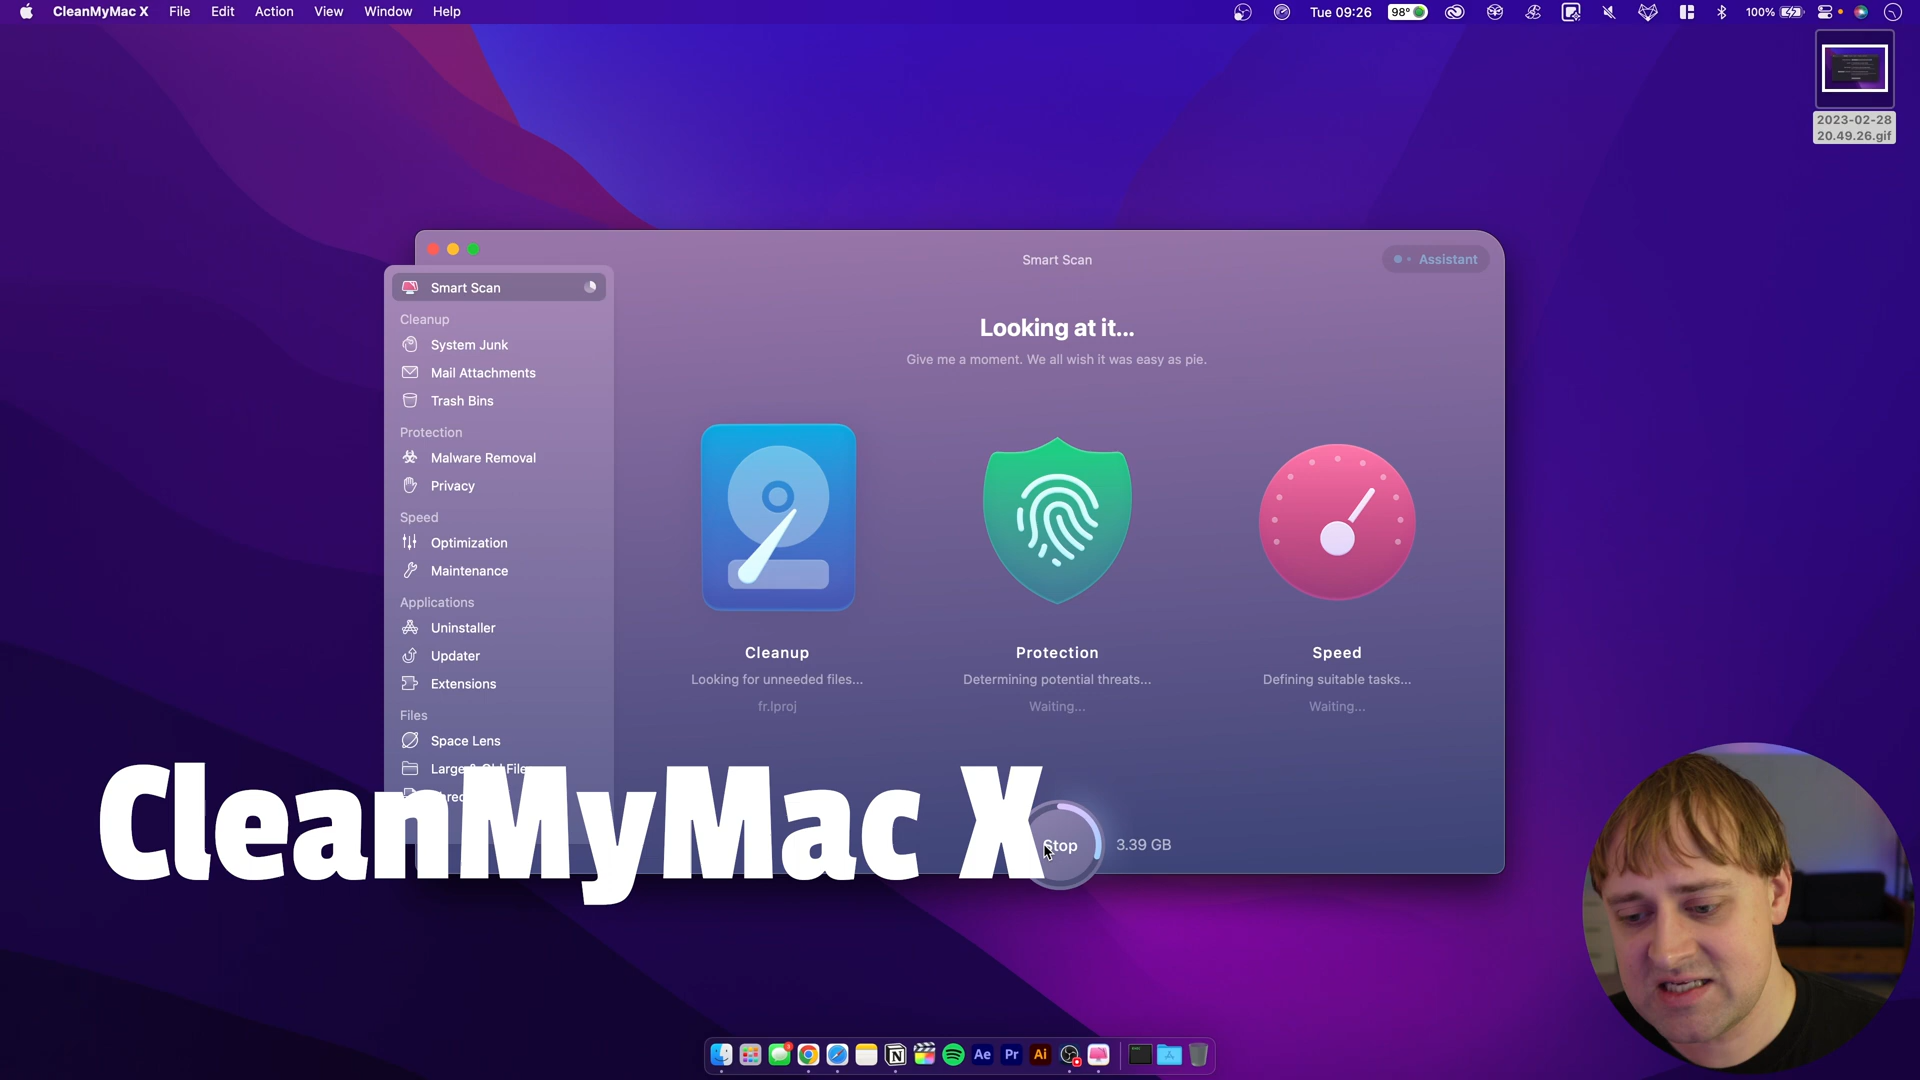 CleanMyMac X File Edit Action View Window Help
Tue 09:26 98° 100%
2023-02-28
20.49.26.gif
Smart Scan
Assistant
Smart Scan
Cleanup
System Junk
Mail Attachments
Trash Bins
Protection
Malware Removal
Privacy
Speed
Optimization
Maintenance
Applications
Uninstaller
Updater
Extensions
Files
Space Lens
Looking at it...
Give me a moment. We all wish it was easy as pie.
Cleanup
Looking for unneeded files...
fr.lproj
Protection
Determining potential threats...
Waiting...
Speed
Defining suitable tasks...
Waiting...
Stop 3.39 GB
CleanMyMac X
Ae Pr Ai